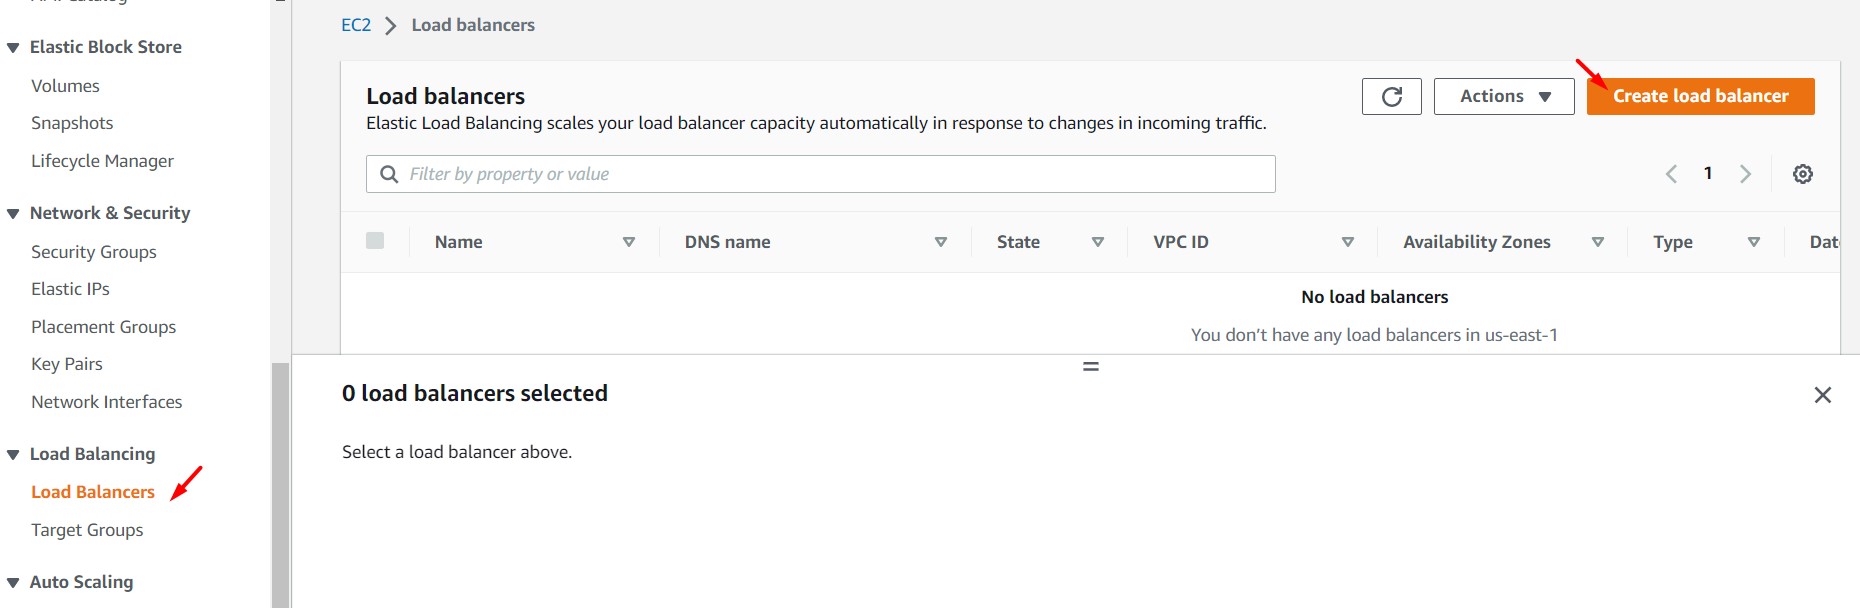 Elastic Block Store
Volumes
Snapshots
Lifecycle Manager
Network & Security
Security Groups
Elastic IPs
Placement Groups
Key Pairs
Network Interfaces
Load Balancing
Load Balancers
Target Groups
Auto Scaling
EC2 > Load balancers
Load balancers
Actions
Create load balancer
Elastic Load Balancing scales your load balancer capacity automatically in response to changes in incoming traffic.
Filter by property or value
1
Name DNS name State VPC ID Availability Zones Type
No load balancers
You don’t have any load balancers in us-east-1
0 load balancers selected
Select a load balancer above.